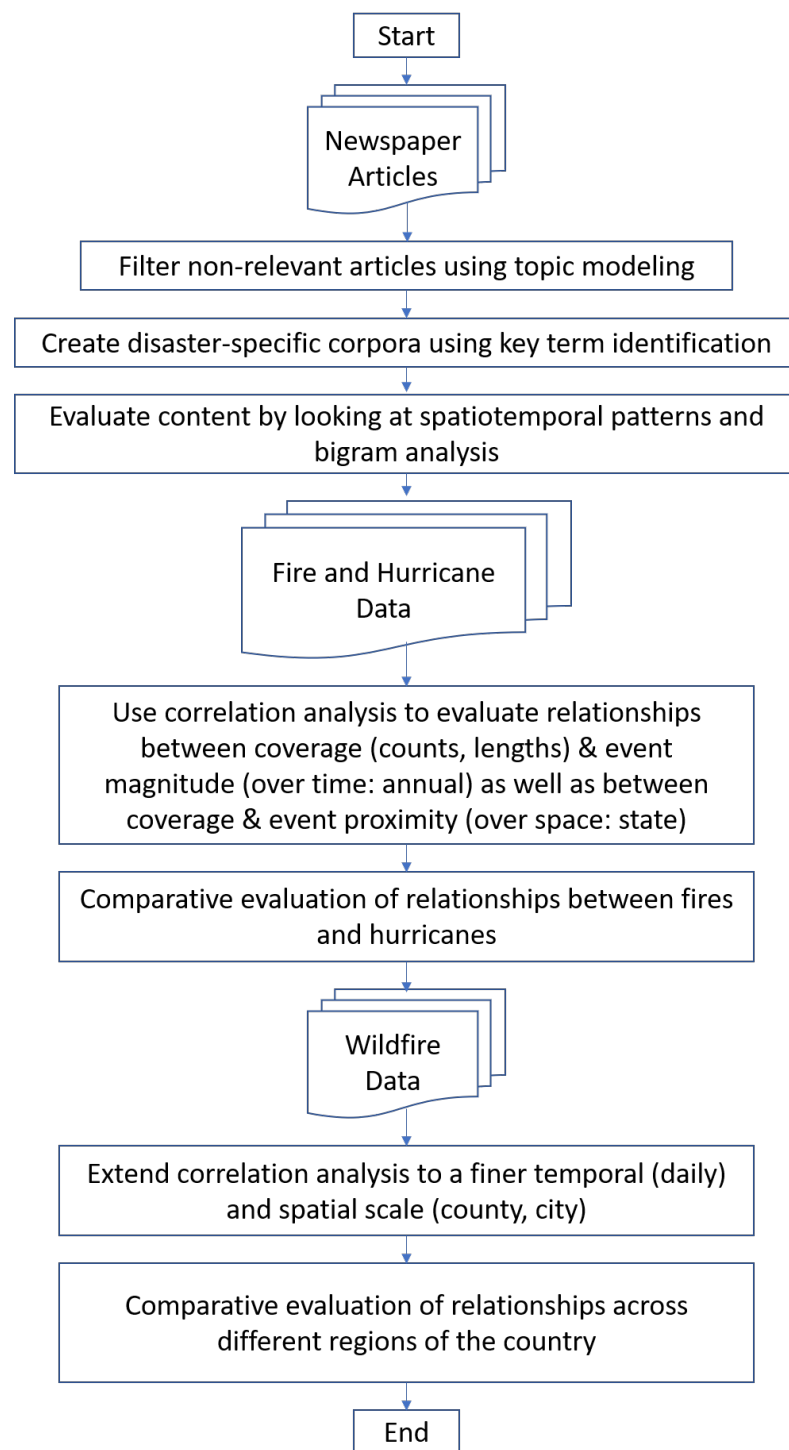 Start
Newspaper
Articles
Filter non-relevant articles using topic modeling
Create disaster-specific corpora using key term identification
Evaluate content by looking at spatiotemporal patterns and
bigram analysis
Fire and Hurricane
Data
Use correlation analysis to evaluate relationships
between coverage (counts, lengths) & event
magnitude (over time: annual) as well as between
coverage & event proximity (over space: state)
Comparative evaluation of relationships between fires
and hurricanes
Wildfire
Data
Extend correlation analysis to a finer temporal (daily)
and spatial scale (county, city)
Comparative evaluation of relationships across
different regions of the country
End